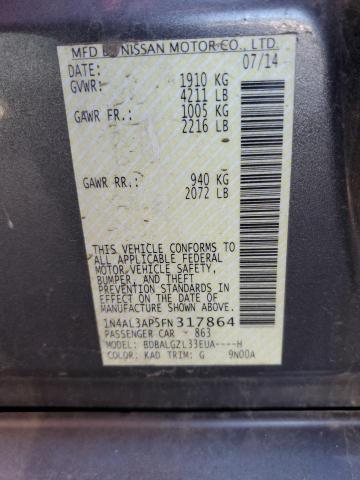 MFD BY NISSAN MOTOR CO., LTD.
DATE: 07/14
GVWR: 1910 KG
4211 LB
GAWR FR.: 1005 KG
2216 LB
GAWR RR.: 940 KG
2072 LB
THIS VEHICLE CONFORMS TO
ALL APPLICABLE FEDERAL
MOTOR VEHICLE SAFETY,
BUMPER, AND THEFT
PREVENTION STANDARDS
IN EFFECT ON THE DATE OF
MANUFACTURE SHOWN ABOVE.
1N4AL3AP5FN317864
PASSENGER CAR * 863
MODEL: BDBALGZL33EUA----H
COLOR: KAD TRIM: G 9N00A